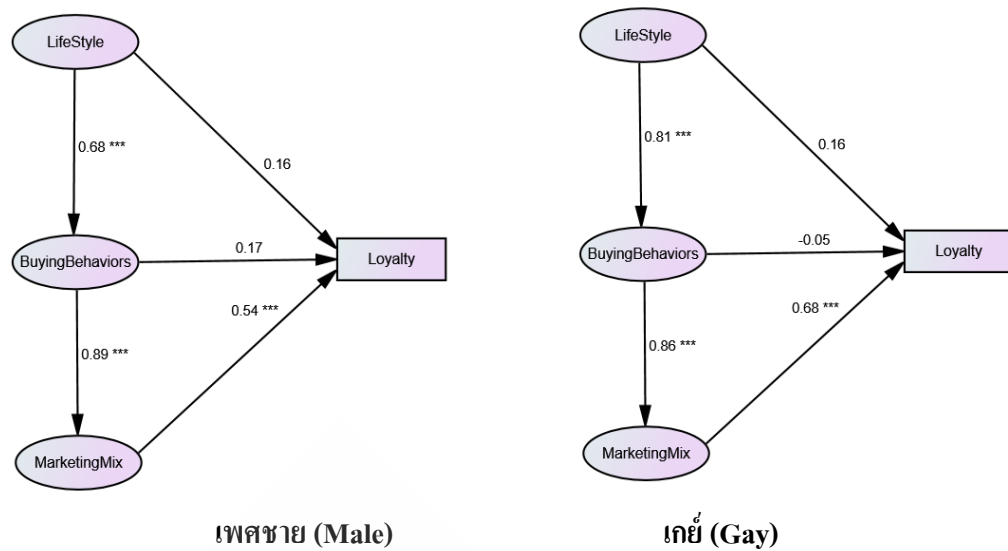 LifeStyle
0.68 ***
0.16
BuyingBehaviors
0.17
Loyalty
0.54 ***
0.89 ***
MarketingMix
เพศชาย (Male)
LifeStyle
0.81 ***
0.16
BuyingBehaviors
-0.05
Loyalty
0.68 ***
0.86 ***
MarketingMix
เกย์ (Gay)